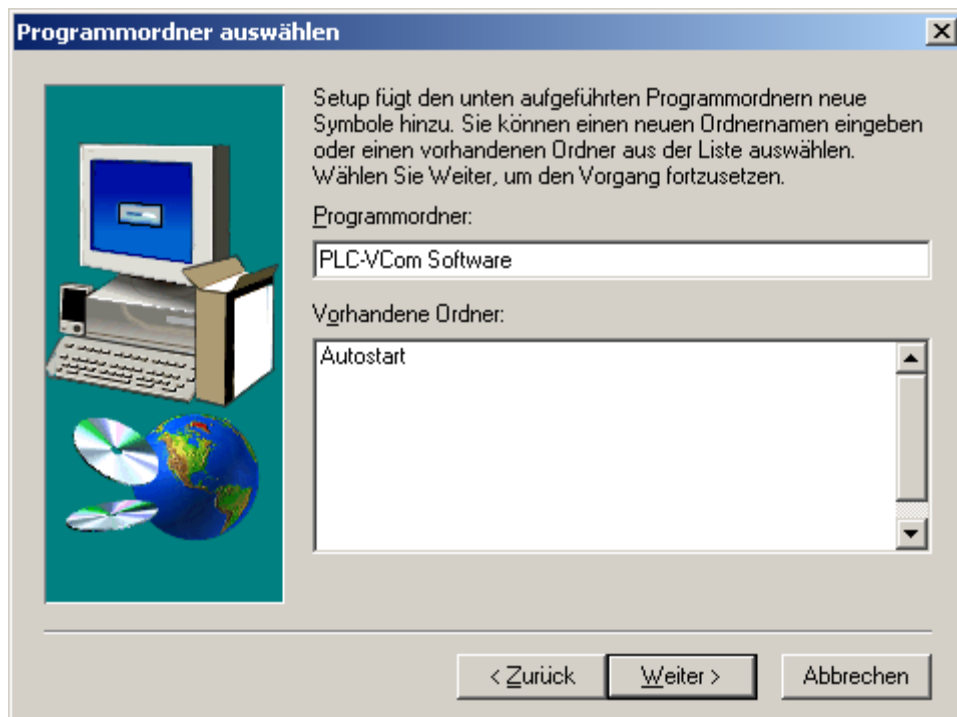 Programmordner auswählen
Setup fügt den unten aufgeführten Programmordnern neue
Symbole hinzu. Sie können einen neuen Ordnernamen eingeben
oder einen vorhandenen Ordner aus der Liste auswählen.
Wählen Sie Weiter, um den Vorgang fortzusetzen.
Programmordner:
PLC-VCom Software
Vorhandene Ordner:
Autostart
< Zurück
Weiter >
Abbrechen